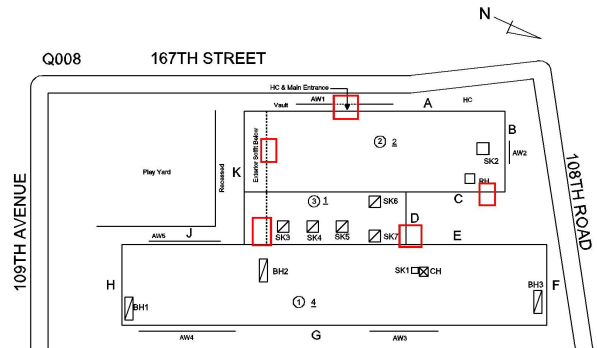 N
Q008 167TH STREET
HC & Main Entrance
Vault AW1 A HC
B
Exterior Soffit Below
② 2
SK2
AW2
Play Yard
Recessed
K
BH
C
108TH ROAD
109TH AVENUE
③ 1
SK6
D
J
AW5
SK3
SK4
SK5
SK7
E
BH2
SK1
CH
H
BH1
① 4
BH3
F
AW4
G
AW3